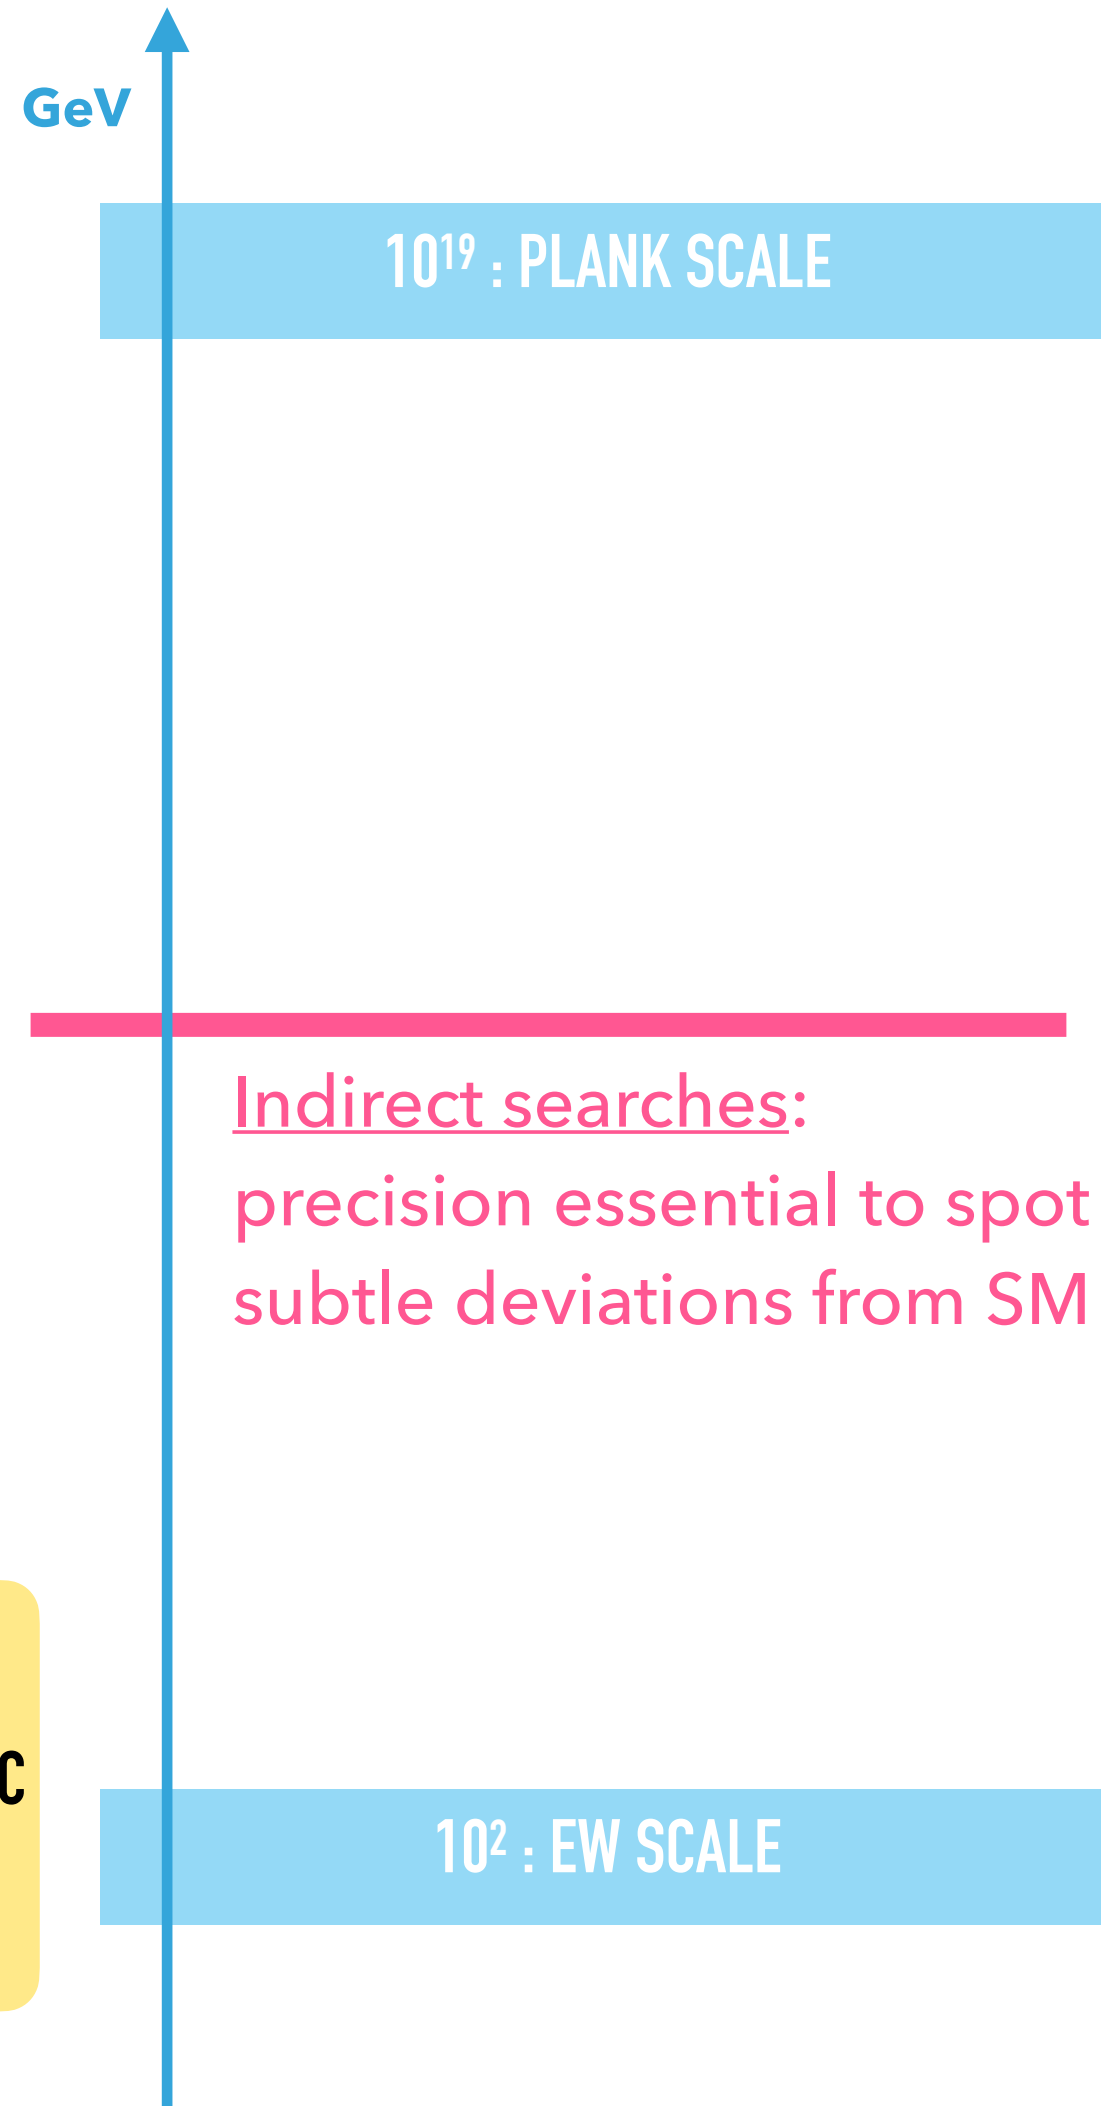 GeV
10¹⁹ : PLANK SCALE
Indirect searches:
precision essential to spot
subtle deviations from SM
C
10² : EW SCALE